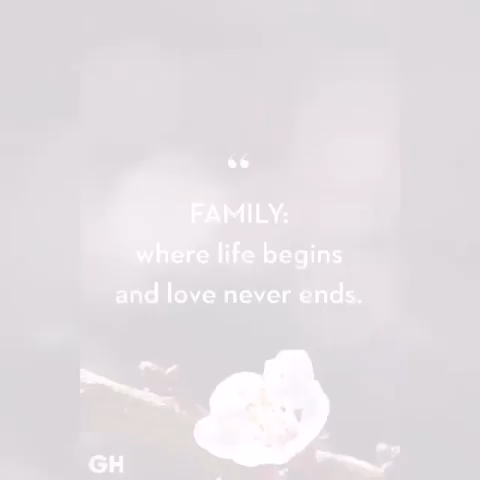 “
FAMILY:
where life begins
and love never ends.
GH